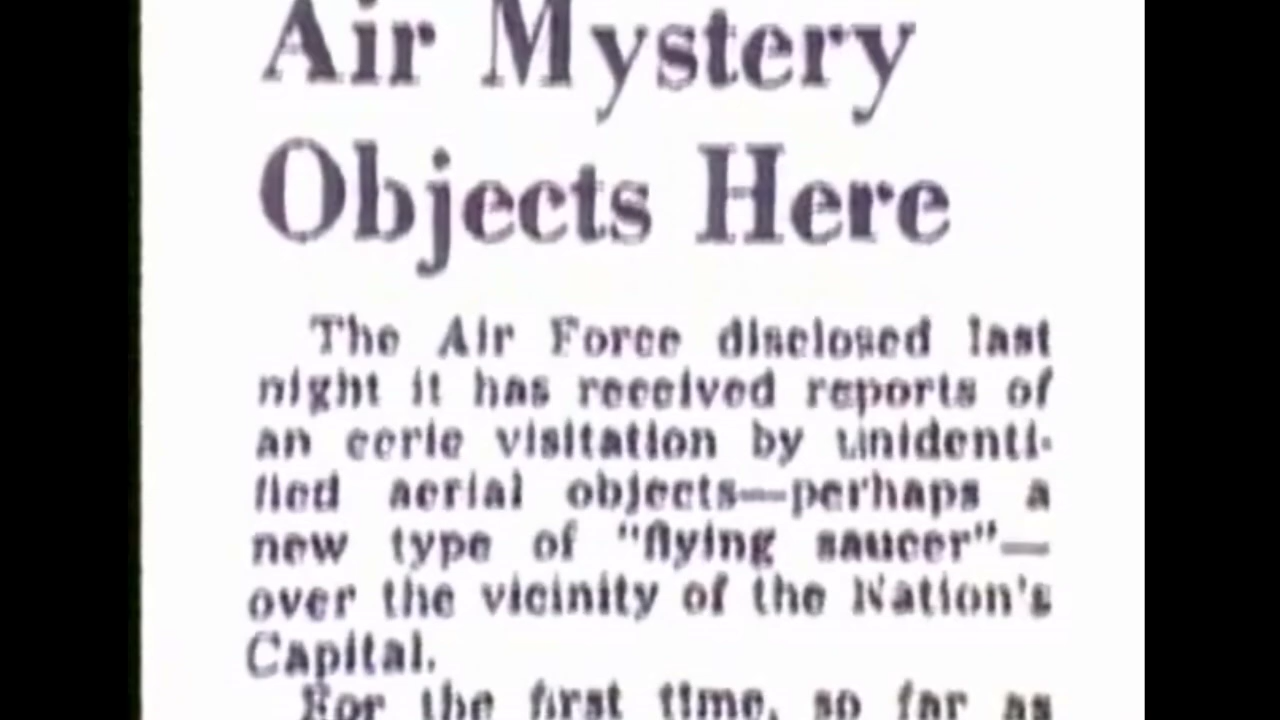 Air Mystery
Objects Here
The Air Force disclosed last
night it has received reports of
an eerie visitation by unidenti-
fied aerial objects—perhaps a
new type of "flying saucer"—
over the vicinity of the Nation's
Capital.
For the first time, so far as